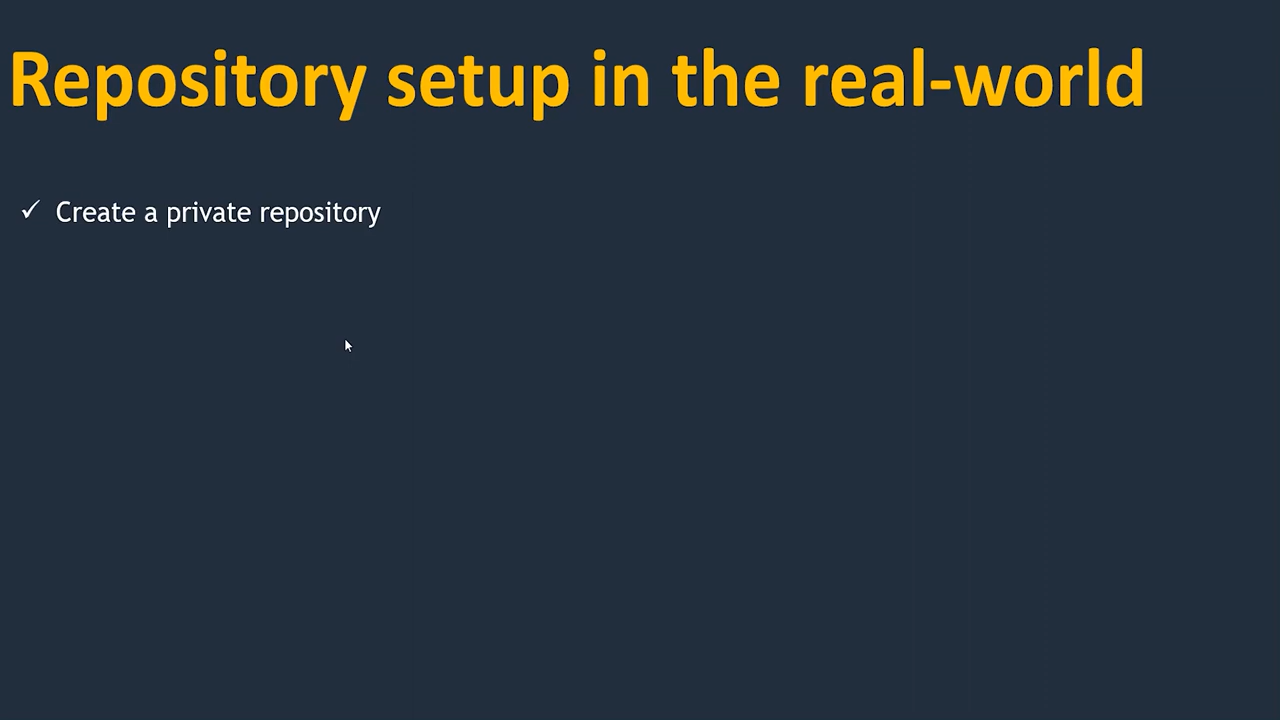 Repository setup in the real-world
✓ Create a private repository